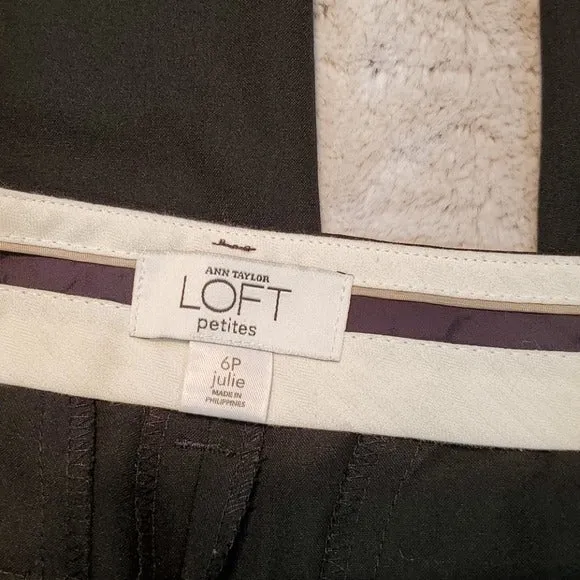 ANN TAYLOR
LOFT
petites
6P
julie
MADE IN
PHILIPPINES